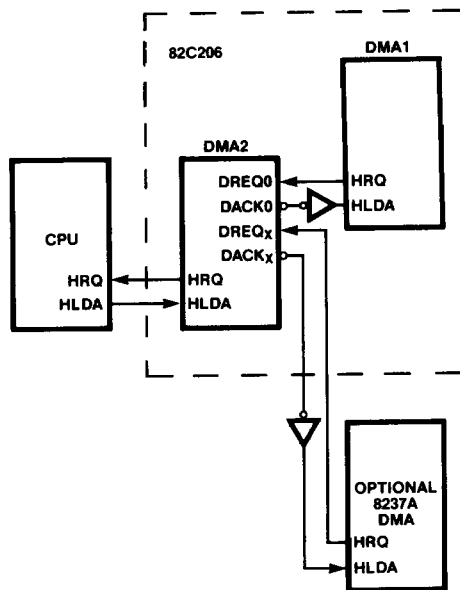 82C206
DMA1
HRQ
HLDA
DMA2
DREQ0
DACK0
DREQX
DACKX
HRQ
HLDA
CPU
HRQ
HLDA
OPTIONAL
8237A
DMA
HRQ
HLDA